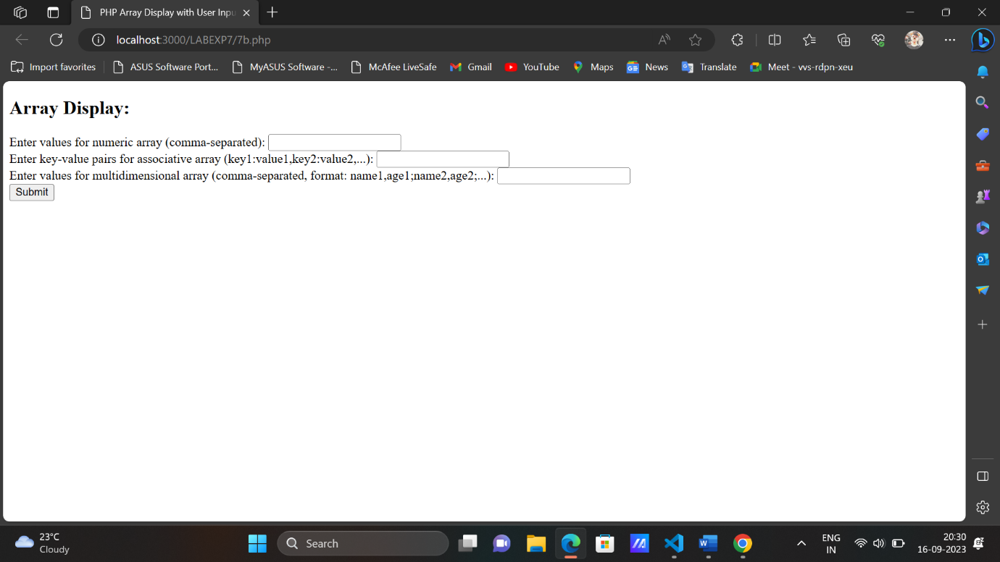 PHP Array Display with User Inpu
localhost:3000/LABEXP7/7b.php
Import favorites ASUS Software Port... MyASUS Software -... McAfee LiveSafe Gmail YouTube Maps News Translate Meet - vvs-rdpn-xeu
Array Display:
Enter values for numeric array (comma-separated):
Enter key-value pairs for associative array (key1:value1,key2:value2,...):
Enter values for multidimensional array (comma-separated, format: name1,age1;name2,age2;...):
Submit
23°C
Cloudy
Search
ENG
IN
20:30
16-09-2023